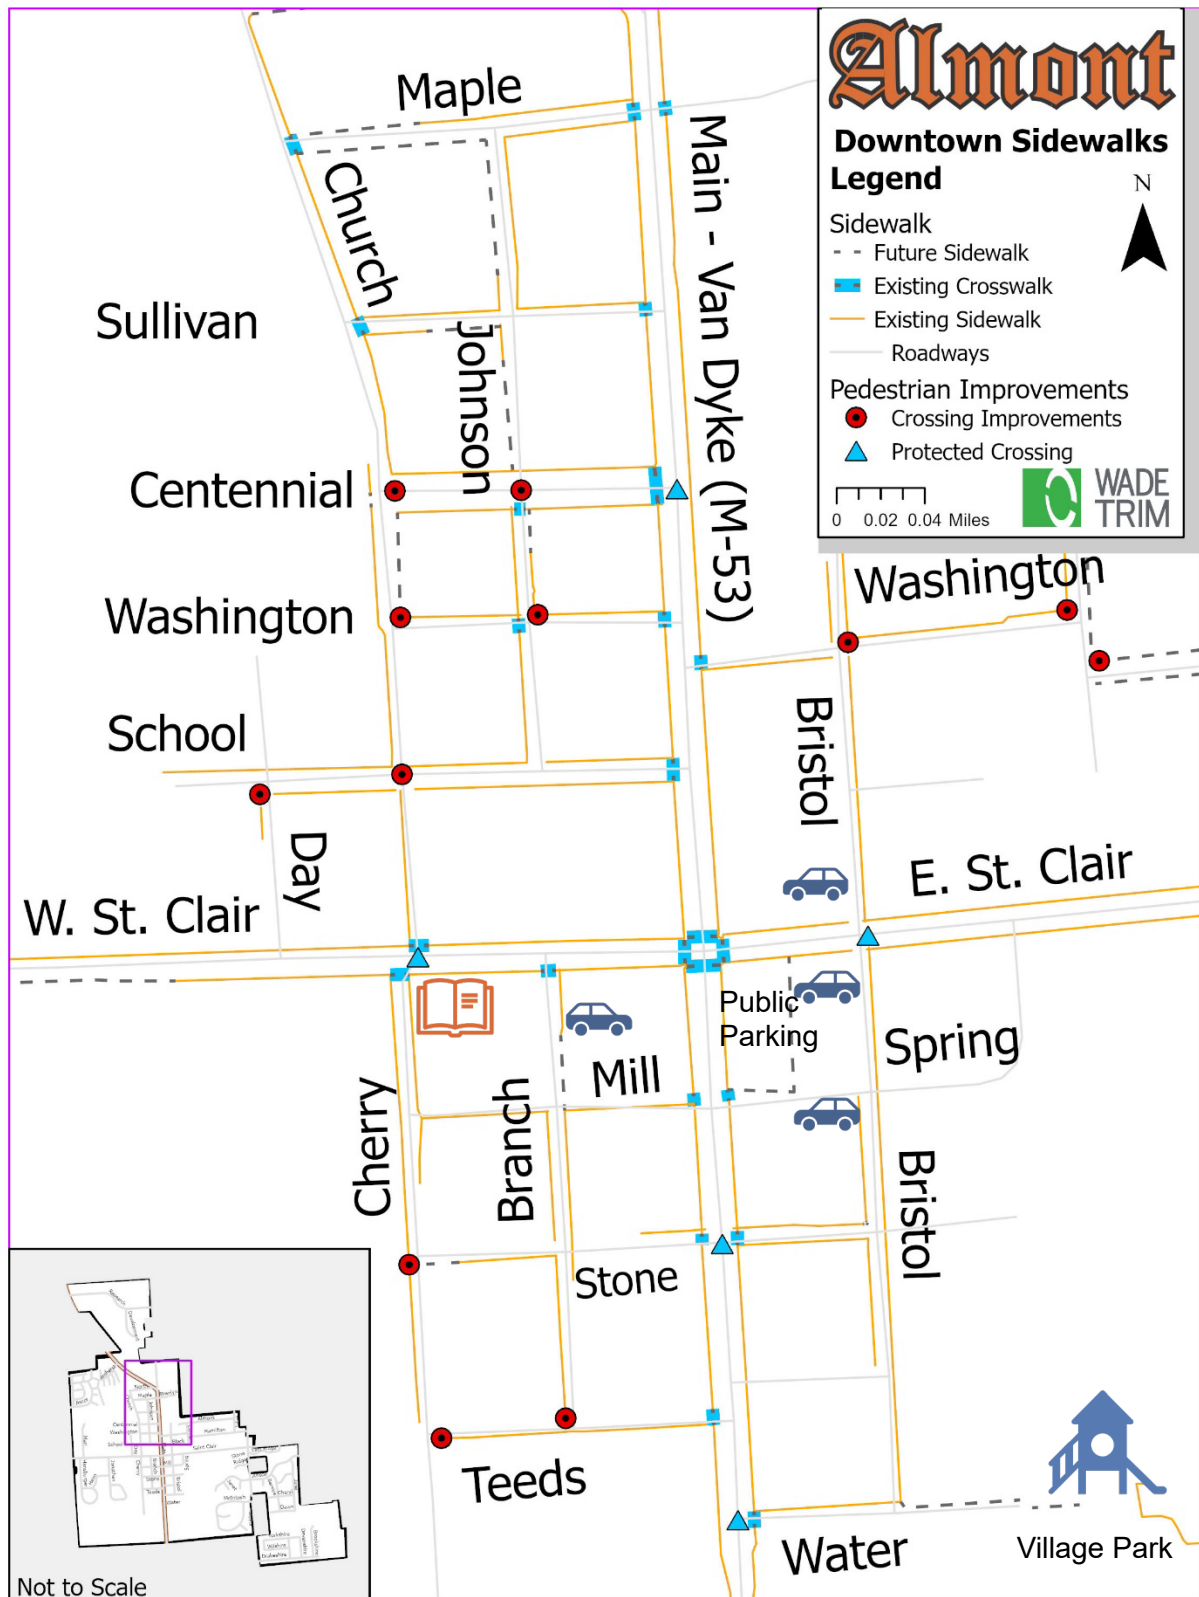 Almont
Downtown Sidewalks
Legend
N
Sidewalk
Future Sidewalk
Existing Crosswalk
Existing Sidewalk
Roadways
Pedestrian Improvements
Crossing Improvements
Protected Crossing
0 0.02 0.04 Miles
WADE
TRIM
Maple
Main - Van Dyke (M-53)
Church
Sullivan
Johnson
Centennial
Washington
Washington
School
Bristol
Day
E. St. Clair
W. St. Clair
Public
Parking
Spring
Mill
Cherry
Branch
Bristol
Stone
Teeds
Water
Village Park
Not to Scale